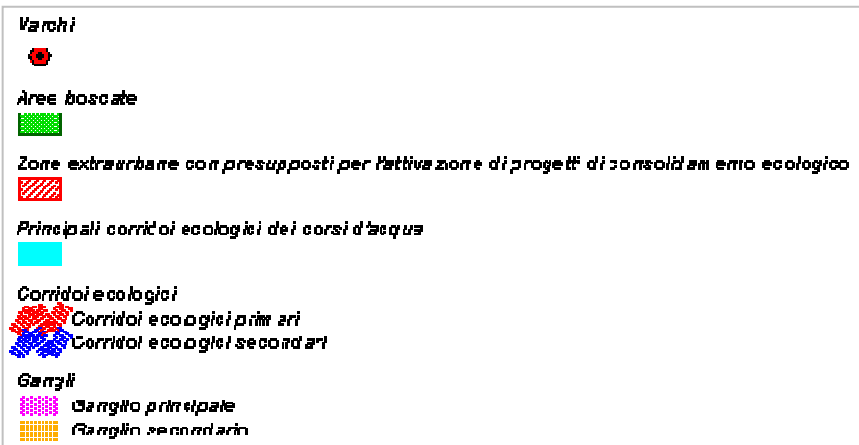 Varchi
Aree boscate
Zone extraurbane con presupposti per l'attivazione di progetti di consolidamento ecologico
Principali corridoi ecologici dei corsi d'acqua
Corridoi ecologici
Corridoi ecologici primari
Corridoi ecologici secondari
Gangli
Ganglio principale
Ganglio secondario